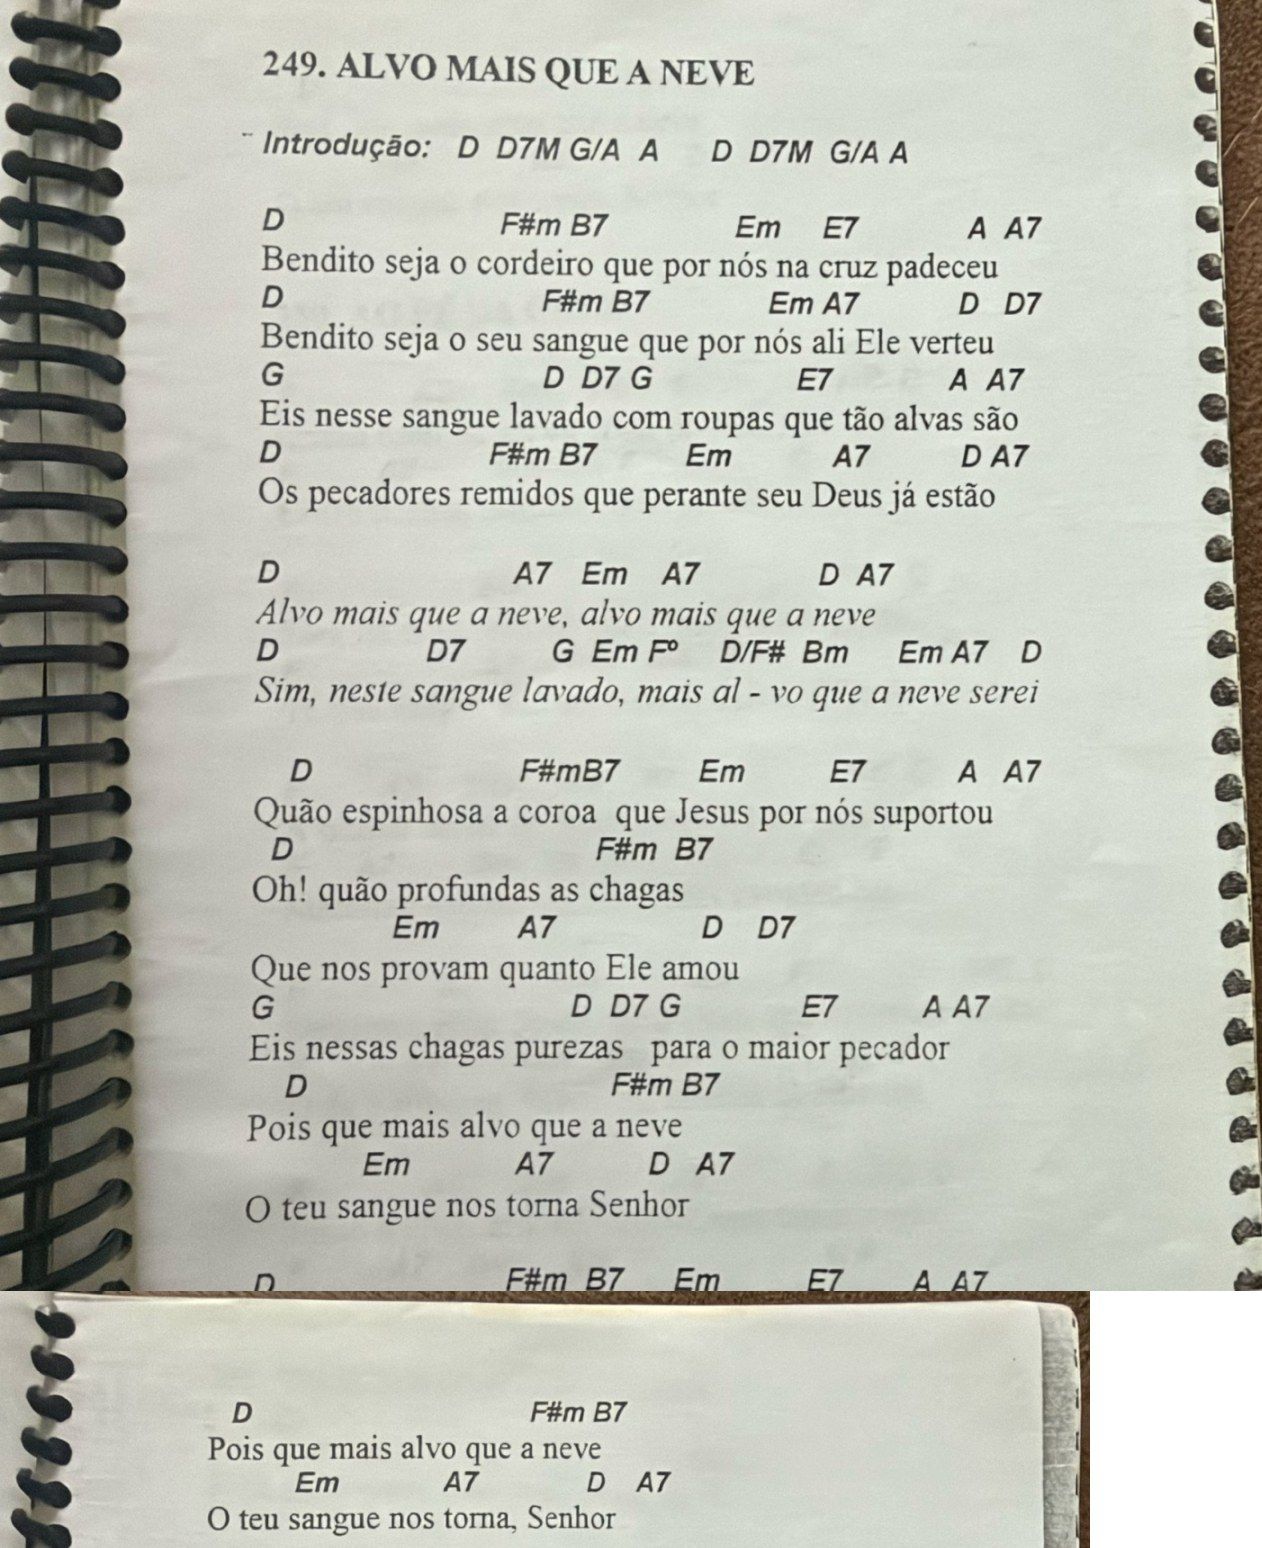 249. ALVO MAIS QUE A NEVE
Introdução: D D7M G/A A D D7M G/A A
D F#m B7 Em E7 A A7
Bendito seja o cordeiro que por nós na cruz padeceu
D F#m B7 Em A7 D D7
Bendito seja o seu sangue que por nós ali Ele verteu
G D D7 G E7 A A7
Eis nesse sangue lavado com roupas que tão alvas são
D F#m B7 Em A7 D A7
Os pecadores remidos que perante seu Deus já estão
D A7 Em A7 D A7
Alvo mais que a neve, alvo mais que a neve
D D7 G Em Fº D/F# Bm Em A7 D
Sim, neste sangue lavado, mais al - vo que a neve serei
D F#mB7 Em E7 A A7
Quão espinhosa a coroa que Jesus por nós suportou
D F#m B7
Oh! quão profundas as chagas
Em A7 D D7
Que nos provam quanto Ele amou
G D D7 G E7 A A7
Eis nessas chagas purezas para o maior pecador
D F#m B7
Pois que mais alvo que a neve
Em A7 D A7
O teu sangue nos torna Senhor
D F#m B7 Em E7 A A7
D F#m B7
Pois que mais alvo que a neve
Em A7 D A7
O teu sangue nos torna, Senhor